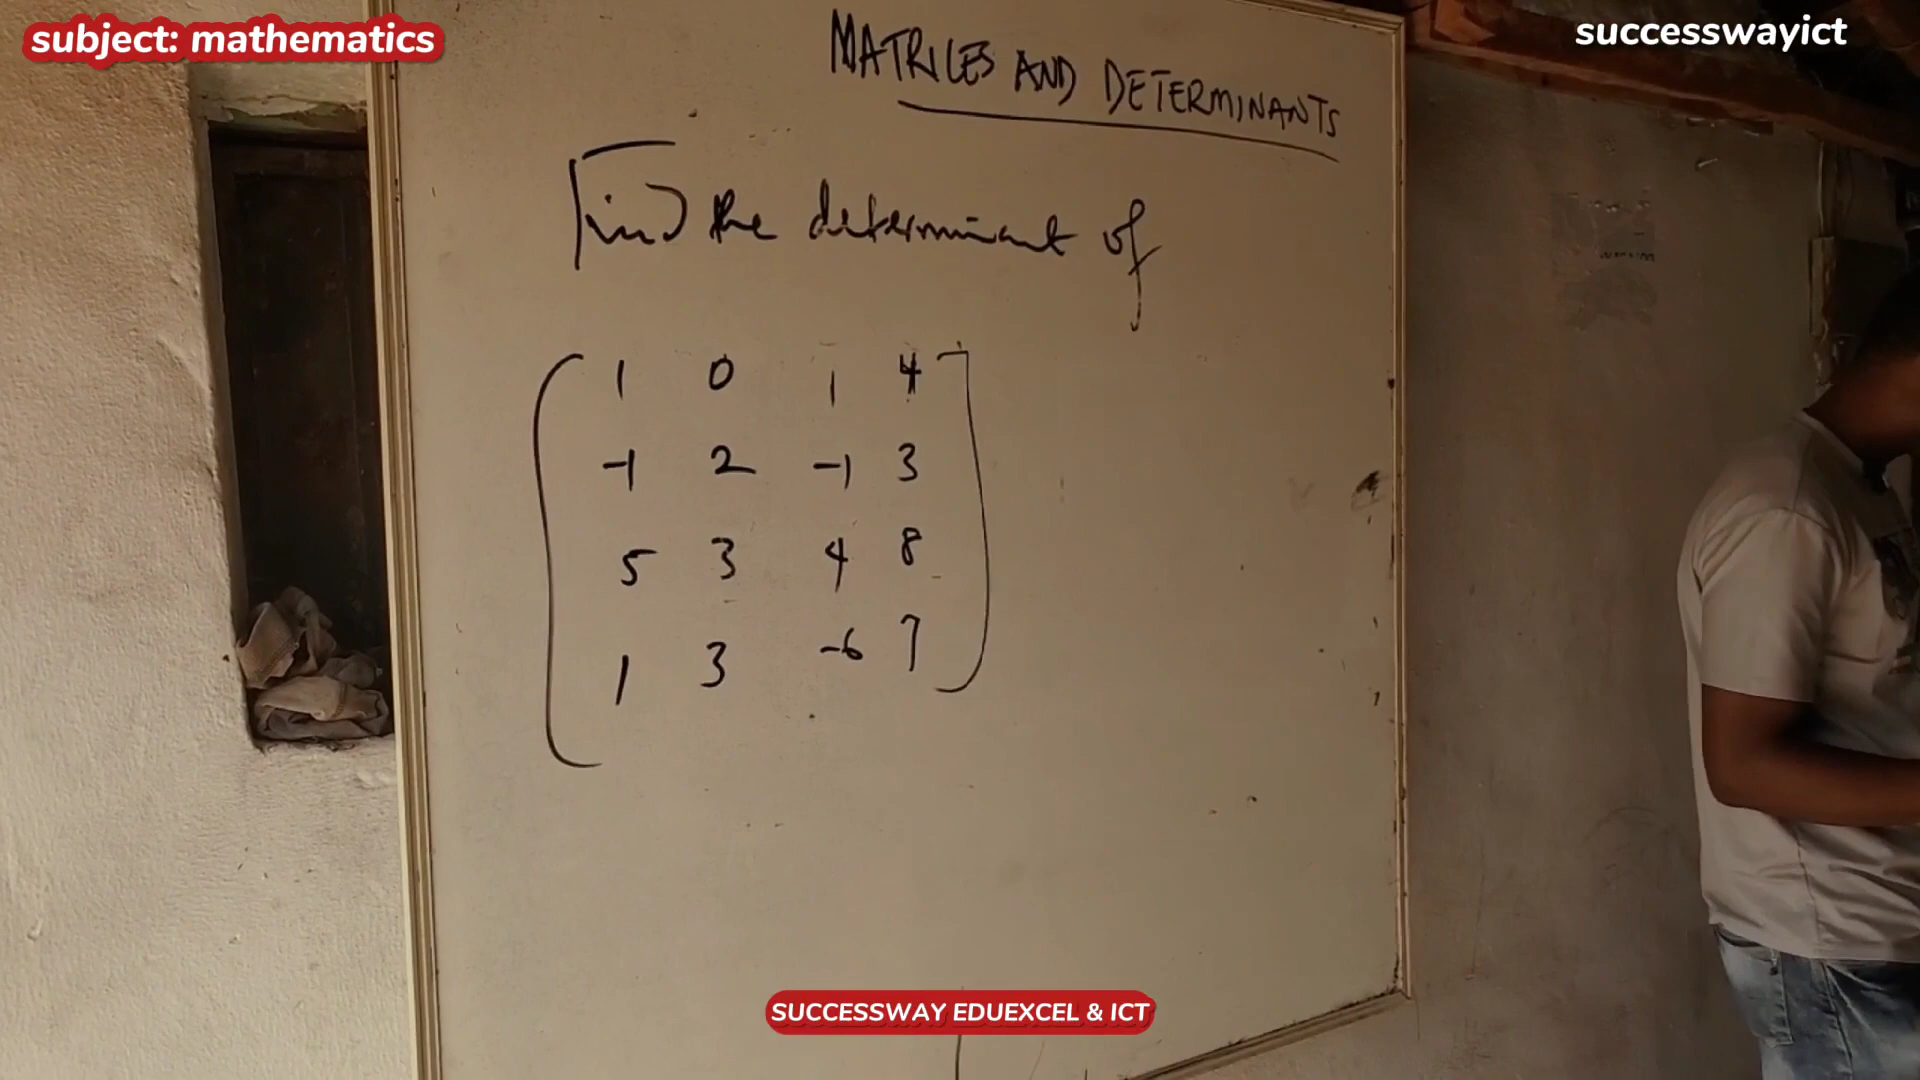 subject: mathematics
successwayict
MATRICES AND DETERMINANTS
Find the determinant of
1 0 1 4
-1 2 -1 3
5 3 4 8
1 3 -6 7
SUCCESSWAY EDUEXCEL & ICT